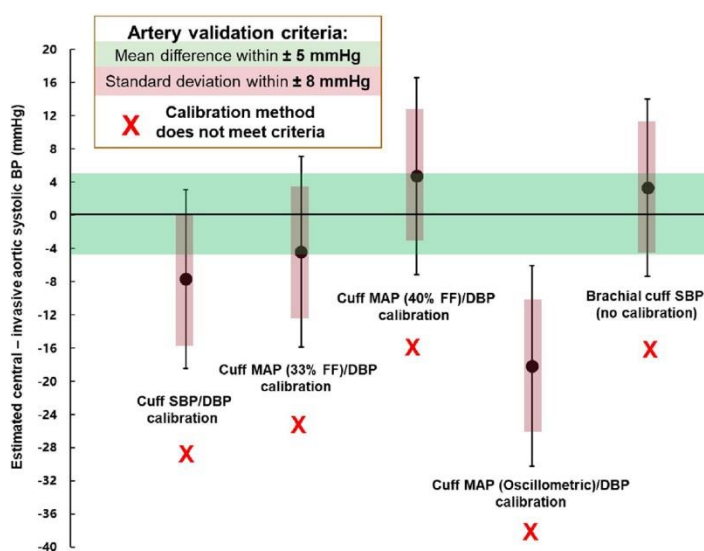 Artery validation criteria:
Mean difference within ± 5 mmHg
Standard deviation within ± 8 mmHg
X Calibration method
does not meet criteria
Estimated central – invasive aortic systolic BP (mmHg)
20
16
12
8
4
0
-4
-8
-12
-16
-20
-24
-28
-32
-36
-40
Cuff SBP/DBP
calibration
X
Cuff MAP (33% FF)/DBP
calibration
X
Cuff MAP (40% FF)/DBP
calibration
X
Cuff MAP (Oscillometric)/DBP
calibration
X
Brachial cuff SBP
(no calibration)
X